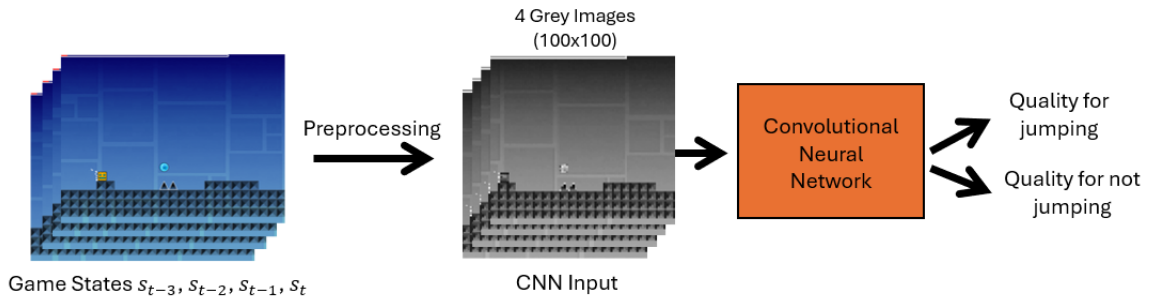 4 Grey Images
(100x100)
Preprocessing
Convolutional
Neural
Network
Quality for
jumping
Quality for not
jumping
Game States s_{t-3}, s_{t-2}, s_{t-1}, s_t
CNN Input